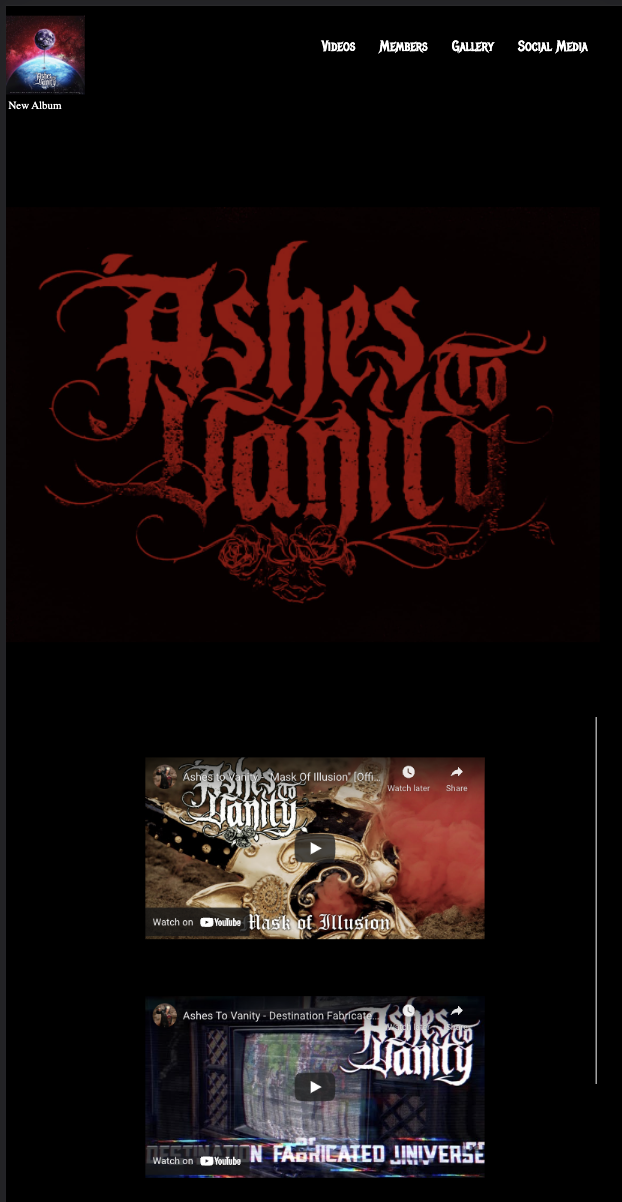 Ashes To Vanity
Videos Members Gallery Social Media
New Album
Ashes
To
Vanity
Ashes to Vanity - "Mask Of Illusion" [Offi...
Watch later
Share
Ashes
To
Vanity
Watch on YouTube
Mask of Illusion
Ashes To Vanity - Destination Fabricate...
Watch later
Share
Ashes
To
Vanity
DESTINATION FABRICATED UNIVERSE
Watch on YouTube